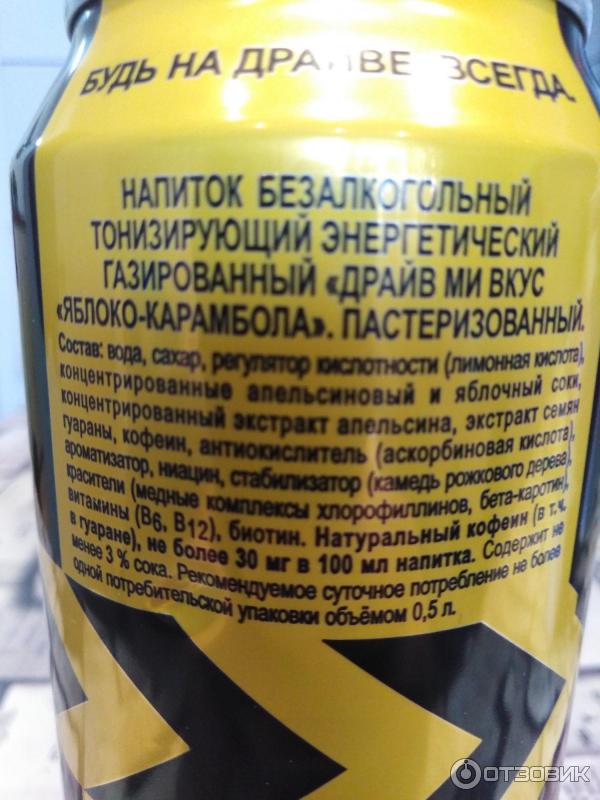 БУДЬ НА ДРАЙВЕ, ВСЕГДА.
НАПИТОК БЕЗАЛКОГОЛЬНЫЙ
ТОНИЗИРУЮЩИЙ ЭНЕРГЕТИЧЕСКИЙ
ГАЗИРОВАННЫЙ «ДРАЙВ МИ ВКУС
«ЯБЛОКО-КАРАМБОЛА». ПАСТЕРИЗОВАННЫЙ.
Состав: вода, сахар, регулятор кислотности (лимонная кислота),
концентрированные апельсиновый и яблочный соки,
концентрированный экстракт апельсина, экстракт семян
гуараны, кофеин, антиокислитель (аскорбиновая кислота),
ароматизатор, ниацин, стабилизатор (камедь рожкового дерева),
красители (медные комплексы хлорофиллинов, бета-каротин),
витамины (В6, В12), биотин. Натуральный кофеин (в т.ч.
в гуаране), не более 30 мг в 100 мл напитка. Содержит не
менее 3 % сока. Рекомендуемое суточное потребление не более
одной потребительской упаковки объёмом 0,5 л.
ОТЗОВИК